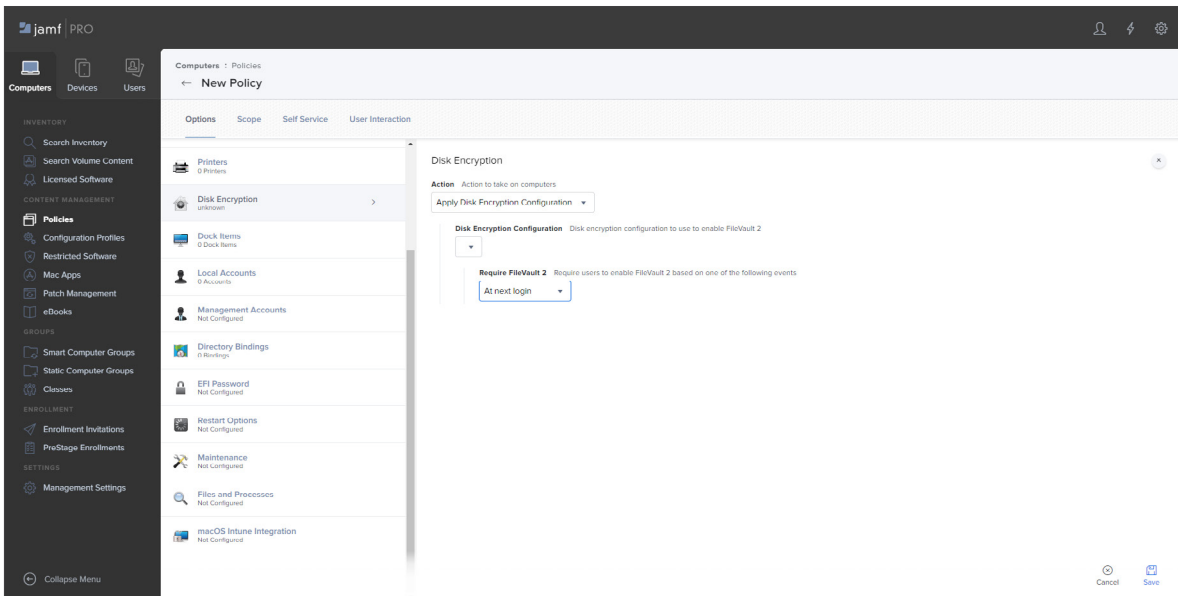 jamf PRO
Computers
Devices
Users
INVENTORY
Search Inventory
Search Volume Content
Licensed Software
CONTENT MANAGEMENT
Policies
Configuration Profiles
Restricted Software
Mac Apps
Patch Management
eBooks
GROUPS
Smart Computer Groups
Static Computer Groups
Classes
ENROLLMENT
Enrollment Invitations
PreStage Enrollments
SETTINGS
Management Settings
Collapse Menu
Computers : Policies
← New Policy
Options Scope Self Service User Interaction
Printers
0 Printers
Disk Encryption
unknown
Dock Items
0 Dock Items
Local Accounts
0 Accounts
Management Accounts
Not Configured
Directory Bindings
0 Bindings
EFI Password
Not Configured
Restart Options
Not Configured
Maintenance
Not Configured
Files and Processes
Not Configured
macOS Intune Integration
Not Configured
Disk Encryption
Action Action to take on computers
Apply Disk Encryption Configuration
Disk Encryption Configuration Disk encryption configuration to use to enable FileVault 2
Require FileVault 2 Require users to enable FileVault 2 based on one of the following events
At next login
Cancel
Save